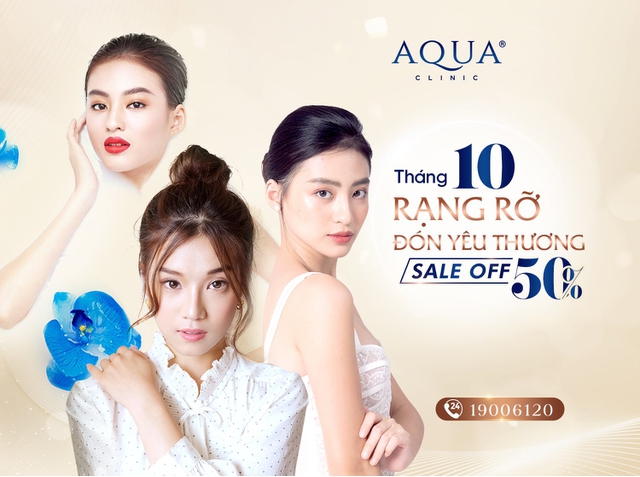 AQUA®
CLINIC
Tháng 10
RẠNG RỠ
ĐÓN YÊU THƯƠNG
SALE OFF 50%
24 19006120